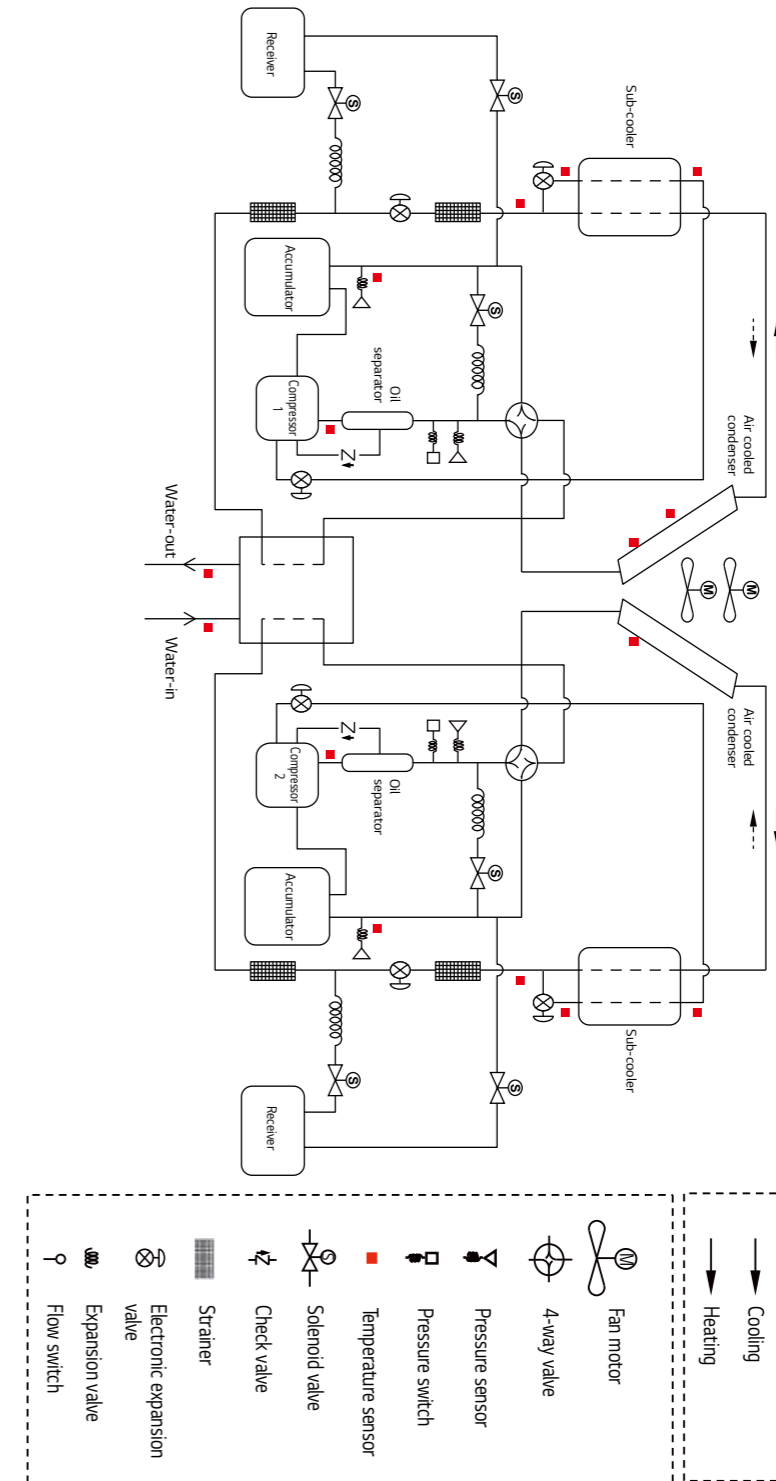 Receiver
Sub-cooler
Accumulator
Oil
separator
Compressor
1
Air cooled
condenser
S
S
S
M
M
Water-out
Water-in
Compressor
2
Oil
separator
Air cooled
condenser
Accumulator
Sub-cooler
S
S
S
Receiver
Cooling
Heating
M
Fan motor
4-way valve
Pressure sensor
Pressure switch
Temperature sensor
S
Solenoid valve
Check valve
Strainer
Electronic expansion
valve
Expansion valve
Flow switch